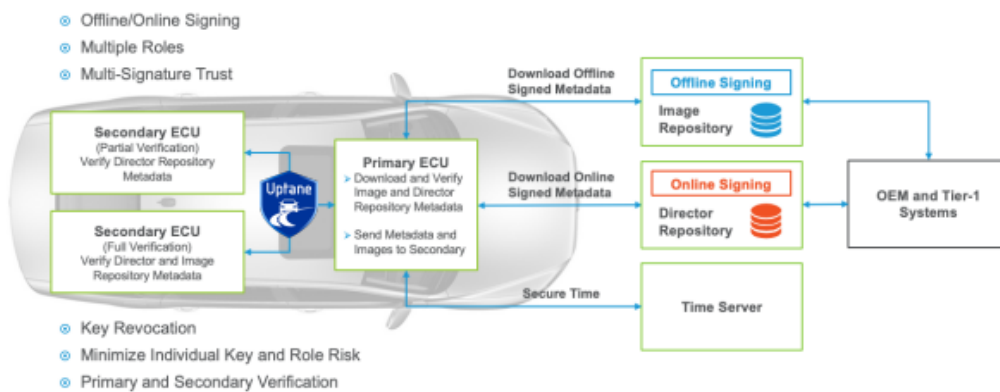 Offline/Online Signing
Multiple Roles
Multi-Signature Trust
Secondary ECU
(Partial Verification)
Verify Director Repository
Metadata
Secondary ECU
(Full Verification)
Verify Director and Image
Repository Metadata
Uptane
Primary ECU
Download and Verify
Image and Director
Repository Metadata
Send Metadata and
Images to Secondary
Download Offline
Signed Metadata
Download Online
Signed Metadata
Secure Time
Offline Signing
Image
Repository
Online Signing
Director
Repository
Time Server
OEM and Tier-1
Systems
Key Revocation
Minimize Individual Key and Role Risk
Primary and Secondary Verification